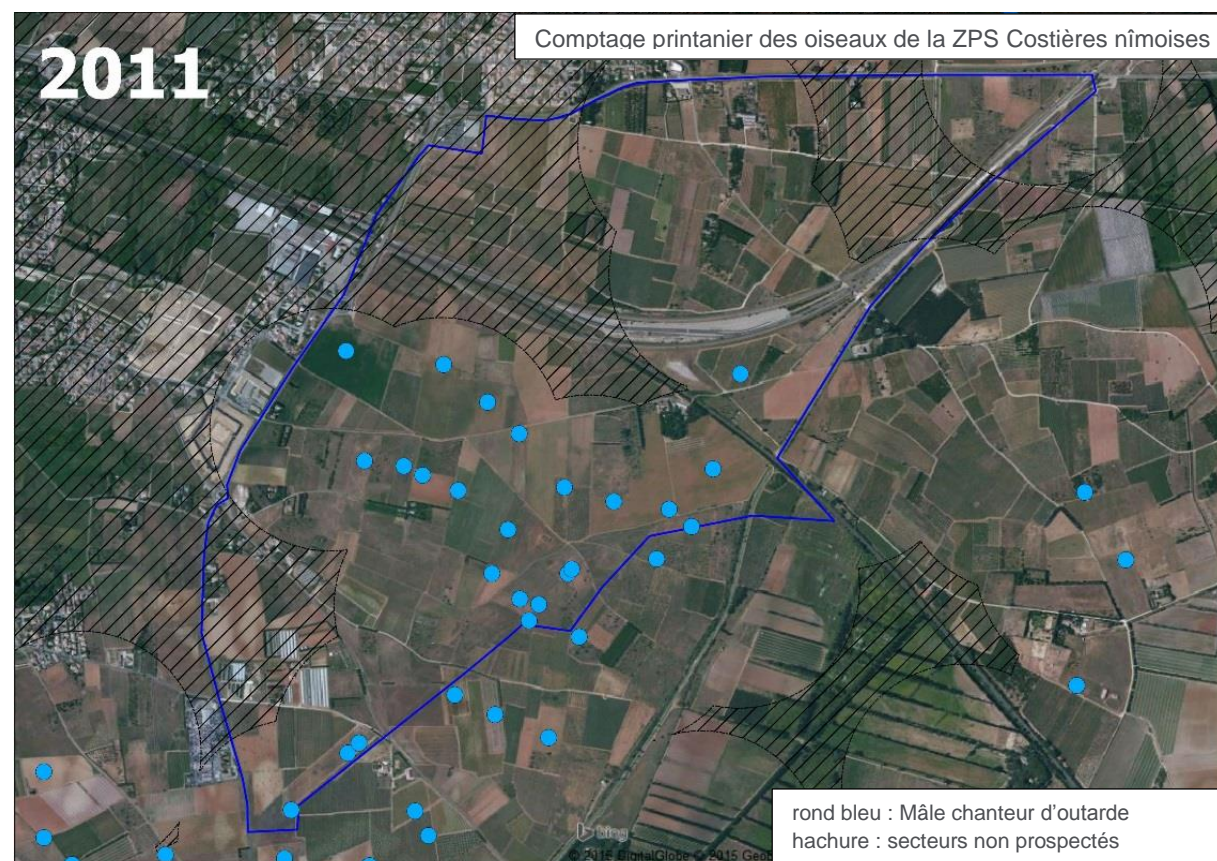 Comptage printanier des oiseaux de la ZPS Costières nîmoises
2011
rond bleu : Mâle chanteur d'outarde
hachure : secteurs non prospectés
bing
© 2015 DigitalGlobe © 2015